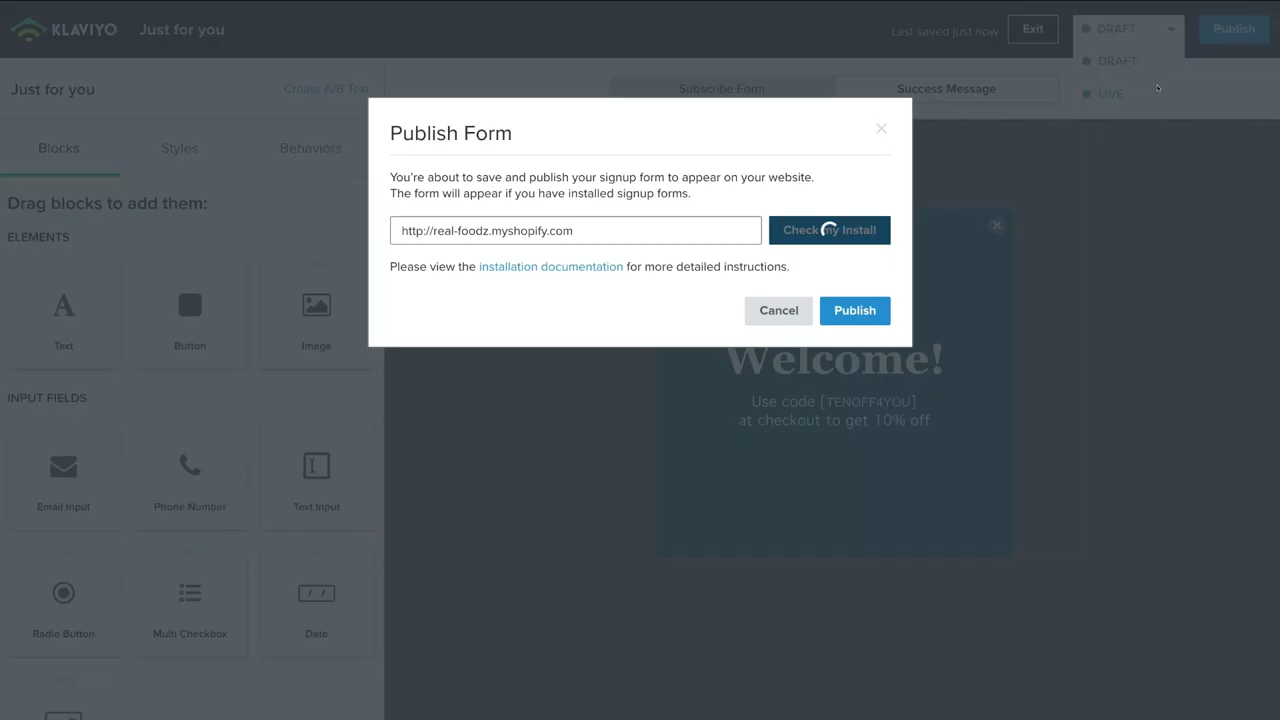 KLAVIYO
Just for you
Last saved just now
Exit
DRAFT
Publish
DRAFT
LIVE
Just for you
Create A/B Test
Subscribe Form
Success Message
Blocks
Styles
Behaviors
Drag blocks to add them:
ELEMENTS
A
Text
Button
Image
INPUT FIELDS
Email Input
Phone Number
Text Input
Radio Button
Multi Checkbox
Date
Publish Form
You're about to save and publish your signup form to appear on your website.
The form will appear if you have installed signup forms.
http://real-foodz.myshopify.com
Check my Install
Please view the installation documentation for more detailed instructions.
Cancel
Publish
Welcome!
Use code [TENOFF4YOU]
at checkout to get 10% off